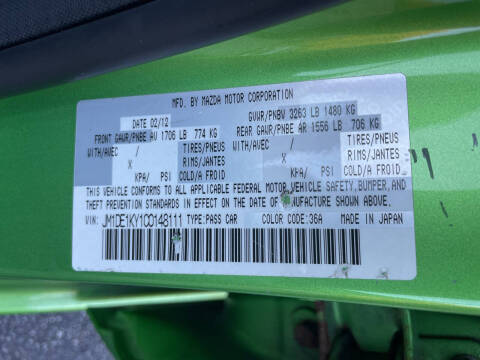 MFD. BY MAZDA MOTOR CORPORATION
DATE 02/12 GVWR/PNBV 3263 LB 1480 KG
FRONT GAWR/PNBE AV 1706 LB 774 KG REAR GAWR/PNBE AR 1556 LB 706 KG
WITH/AVEC / TIRES/PNEUS WITH/AVEC / TIRES/PNEUS
X RIMS/JANTES X RIMS/JANTES
KPA/ PSI COLD/A FROID KPA/ PSI COLD/A FROID
THIS VEHICLE CONFORMS TO ALL APPLICABLE FEDERAL MOTOR VEHICLE SAFETY, BUMPER, AND
THEFT PREVENTION STANDARDS IN EFFECT ON THE DATE OF MANUFACTURE SHOWN ABOVE.
VIN: JM1DE1KY1C0148111 TYPE: PASS CAR COLOR CODE: 36A MADE IN JAPAN